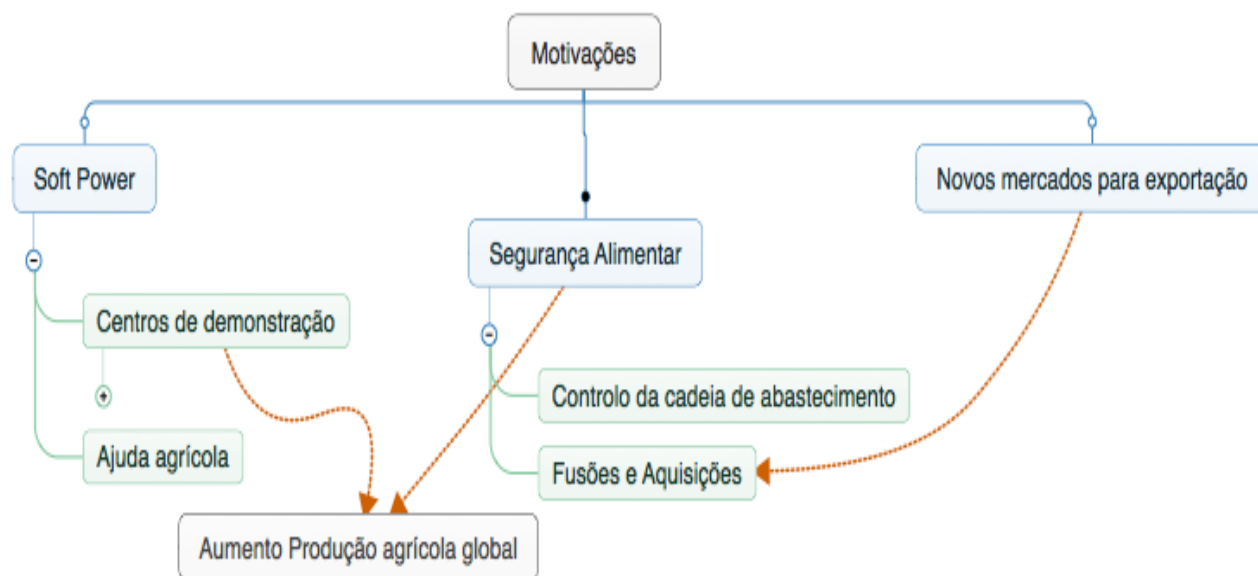 Motivações
Soft Power
Novos mercados para exportação
Segurança Alimentar
Centros de demonstração
Controlo da cadeia de abastecimento
Ajuda agrícola
Fusões e Aquisições
Aumento Produção agrícola global